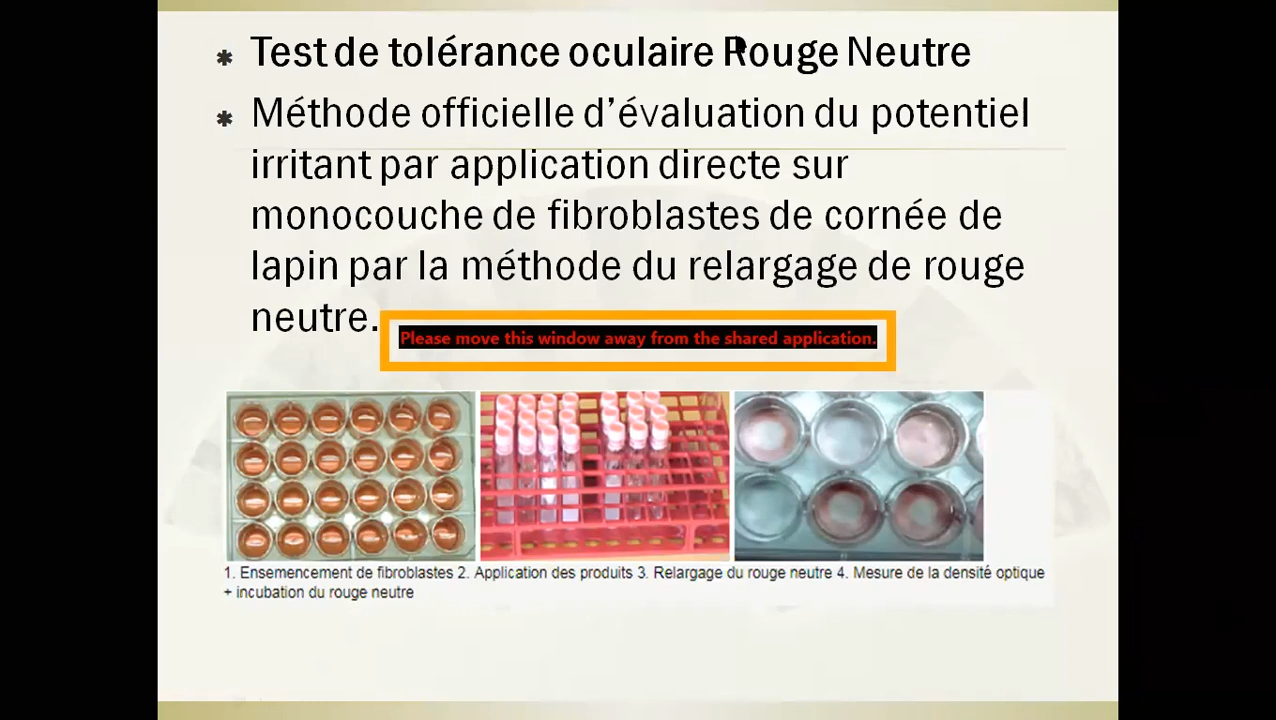 Test de tolérance oculaire Rouge Neutre
Méthode officielle d’évaluation du potentiel
irritant par application directe sur
monocouche de fibroblastes de cornée de
lapin par la méthode du relargage de rouge
neutre.
Please move this window away from the shared application.
1. Ensemencement de fibroblastes 2. Application des produits 3. Relargage du rouge neutre 4. Mesure de la densité optique
+ incubation du rouge neutre